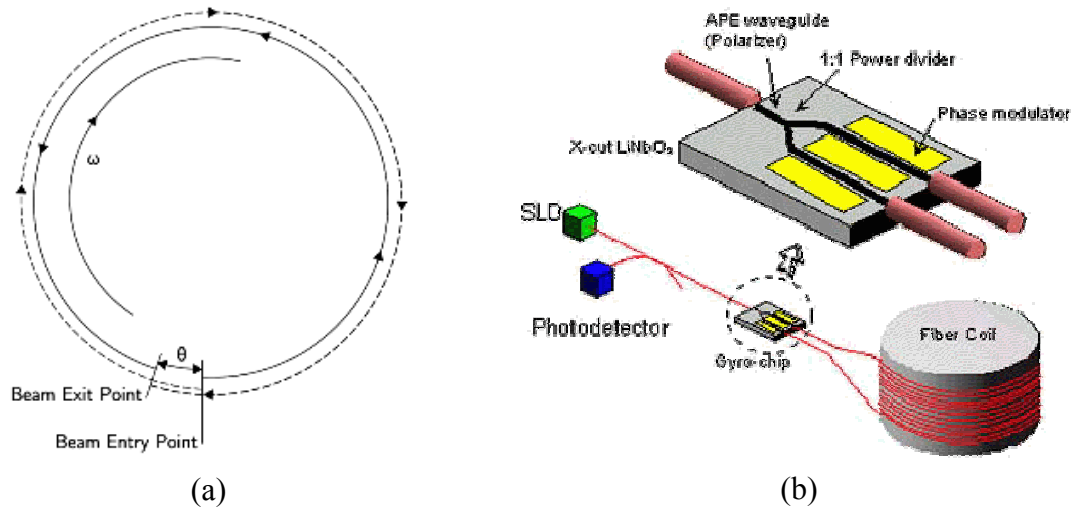 ω
θ
Beam Exit Point
Beam Entry Point
(a)
APE waveguide
(Polarizer)
1:1 Power divider
Phase modulator
X-cut LiNbO₃
SLD
Photodetector
Gyro-chip
Fiber Coil
(b)